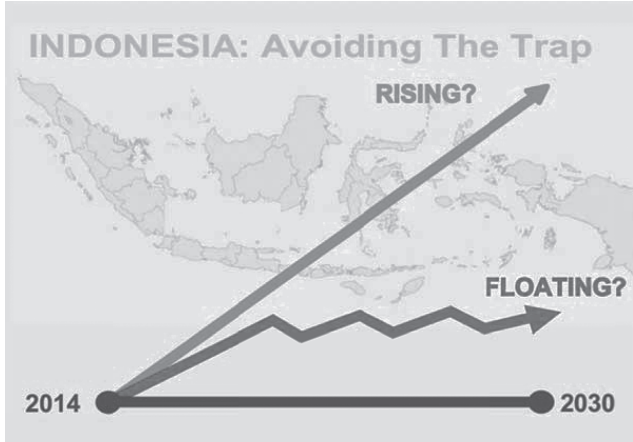 INDONESIA: Avoiding The Trap
RISING?
FLOATING?
2014
2030